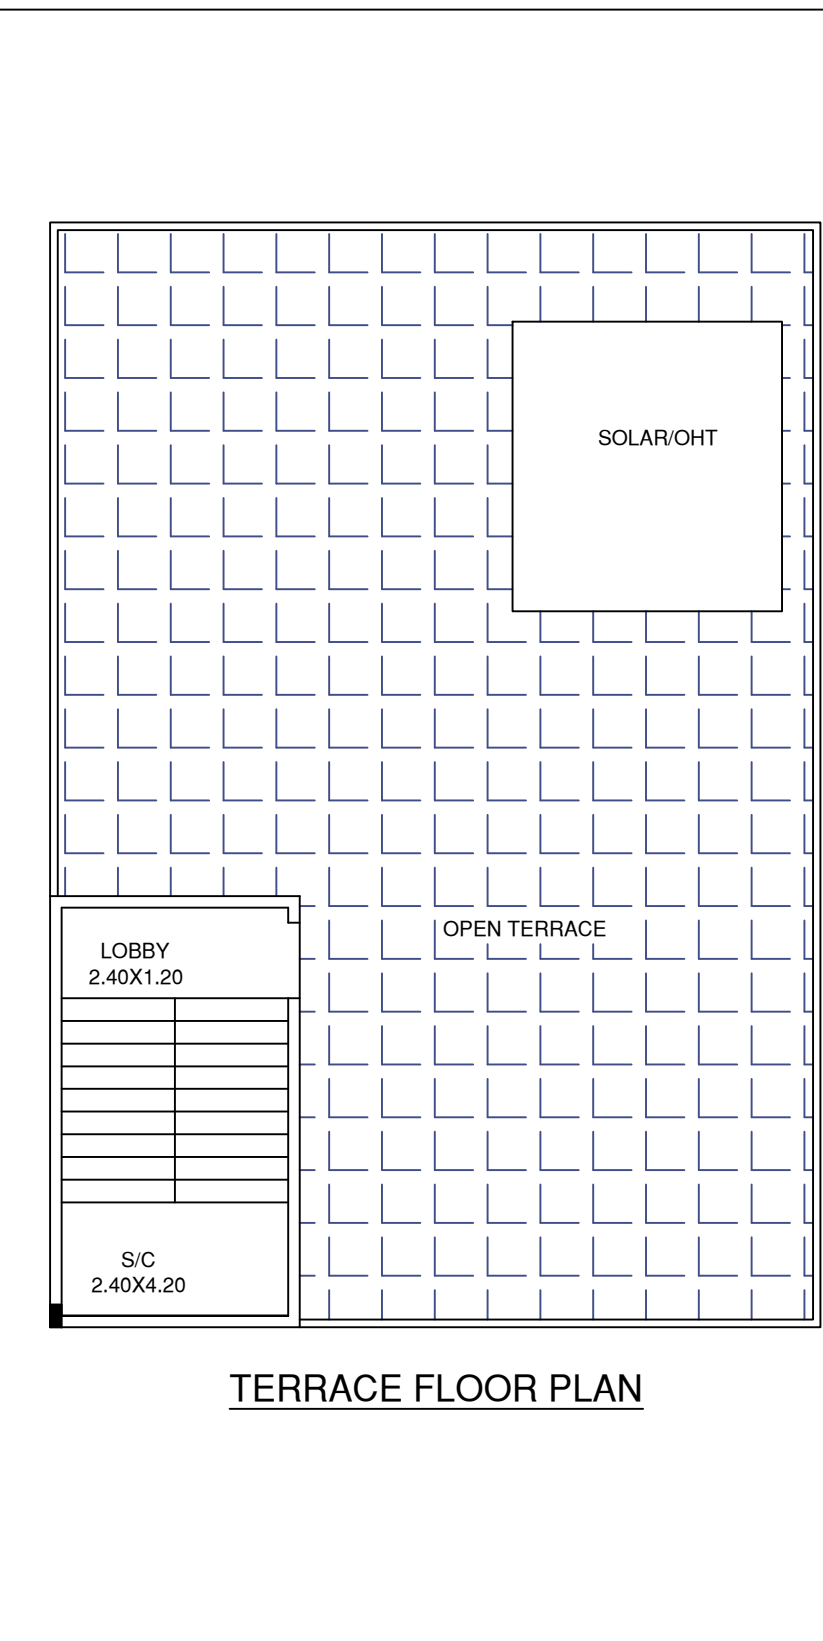 SOLAR/OHT
OPEN TERRACE
LOBBY
2.40X1.20
S/C
2.40X4.20
TERRACE FLOOR PLAN